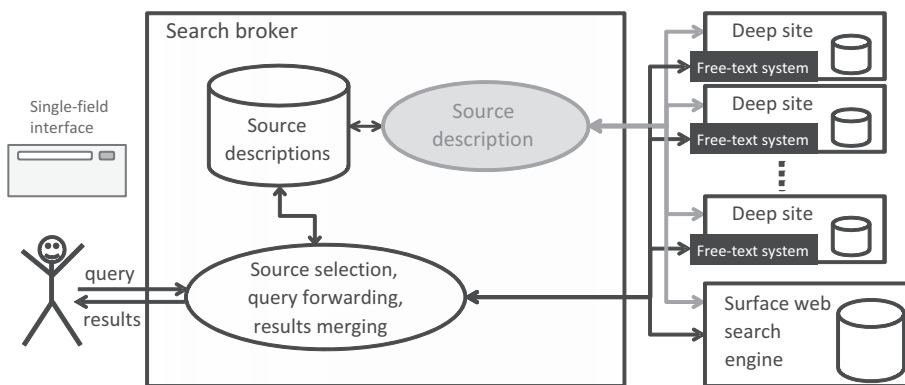 Search broker
Single-field
interface
Source
descriptions
Source
description
query
results
Source selection,
query forwarding,
results merging
Deep site
Free-text system
Deep site
Free-text system
Deep site
Free-text system
Surface web
search
engine